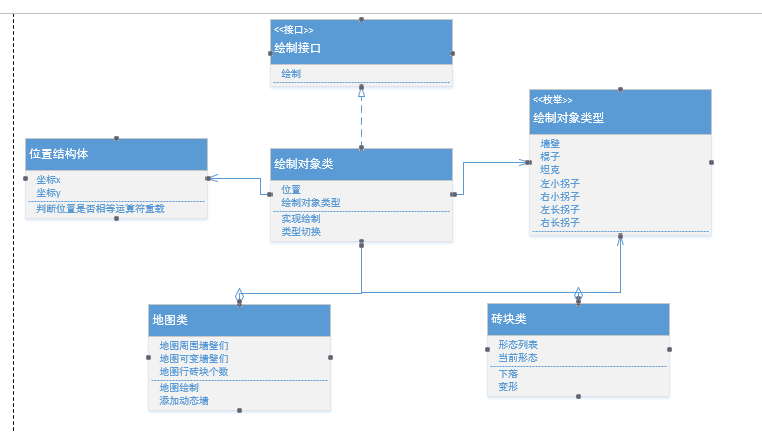 <<接口>>
绘制接口
绘制
<<枚举>>
绘制对象类型
墙壁
棍子
坦克
左小拐子
右小拐子
左长拐子
右长拐子
位置结构体
坐标x
坐标y
判断位置是否相等运算符重载
绘制对象类
位置
绘制对象类型
实现绘制
类型切换
地图类
地图周围墙壁们
地图可变墙壁们
地图行砖块个数
地图绘制
添加动态墙
砖块类
形态列表
当前形态
下落
变形